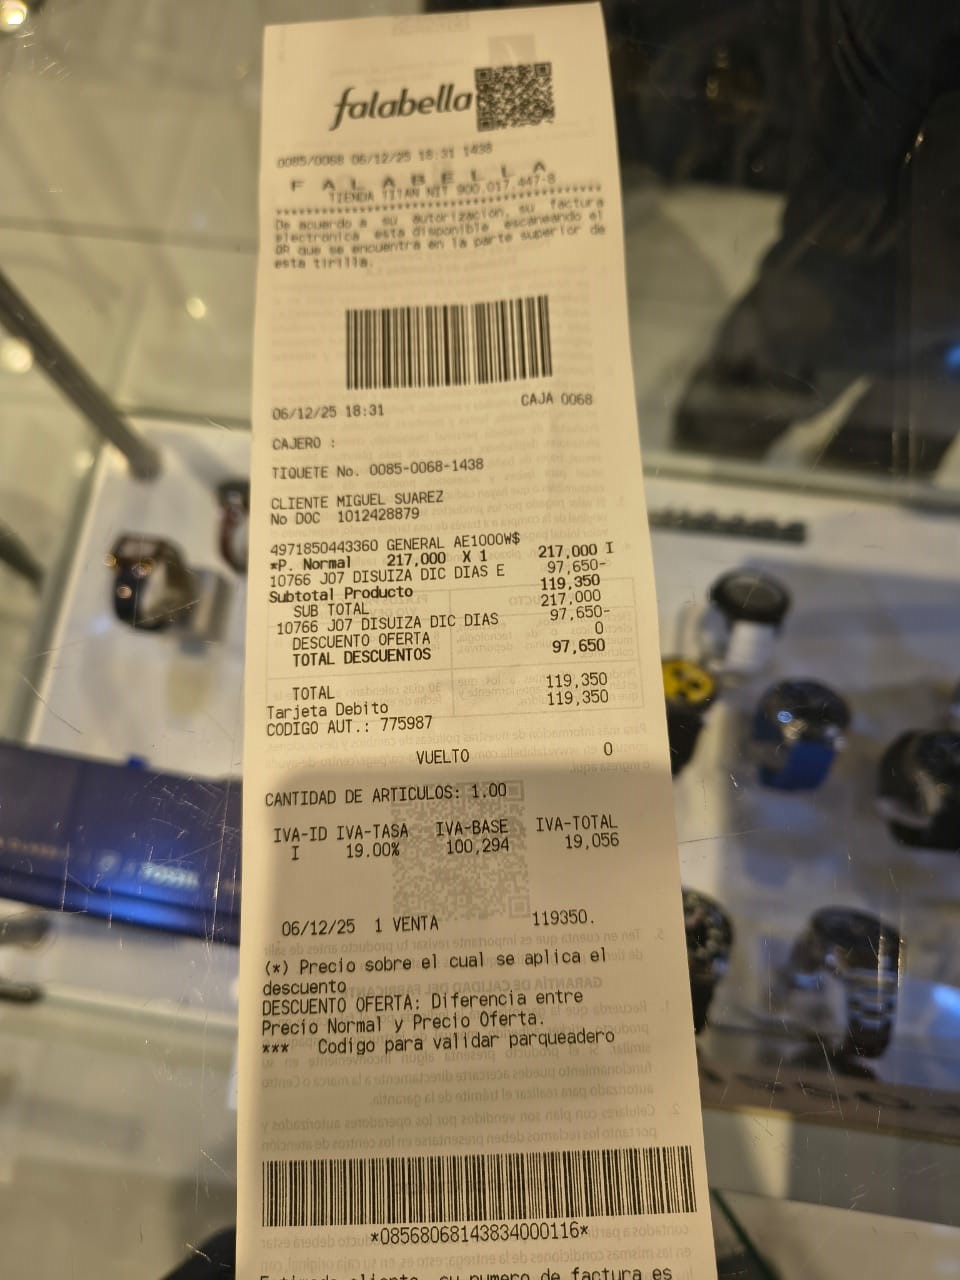 falabella
0085/0068 06/12/25 18:31 1438
F A L A B E L L A
TIENDA TITAN NIT 900.017.447-8
De acuerdo a su autorización, su factura
electronica esta disponible escaneando el
QR que se encuentra en la parte superior de
esta tirilla.
06/12/25 18:31 CAJA 0068
CAJERO :
TIQUETE No. 0085-0068-1438
CLIENTE MIGUEL SUAREZ
No DOC 1012428879
4971850443360 GENERAL AE1000W$
*P. Normal 217,000 X 1 217,000 I
10766 J07 DISUIZA DIC DIAS E 97,650-
Subtotal Producto 119,350
SUB TOTAL 217,000
10766 J07 DISUIZA DIC DIAS 97,650-
DESCUENTO OFERTA 0
TOTAL DESCUENTOS 97,650
TOTAL 119,350
Tarjeta Debito 119,350
CODIGO AUT.: 775987
VUELTO 0
CANTIDAD DE ARTICULOS: 1.00
IVA-ID IVA-TASA IVA-BASE IVA-TOTAL
I 19.00% 100,294 19,056
06/12/25 1 VENTA 119350.
(*) Precio sobre el cual se aplica el
descuento
DESCUENTO OFERTA: Diferencia entre
Precio Normal y Precio Oferta.
*** Codigo para validar parqueadero
*08568068143834000116*
su numero de factura es